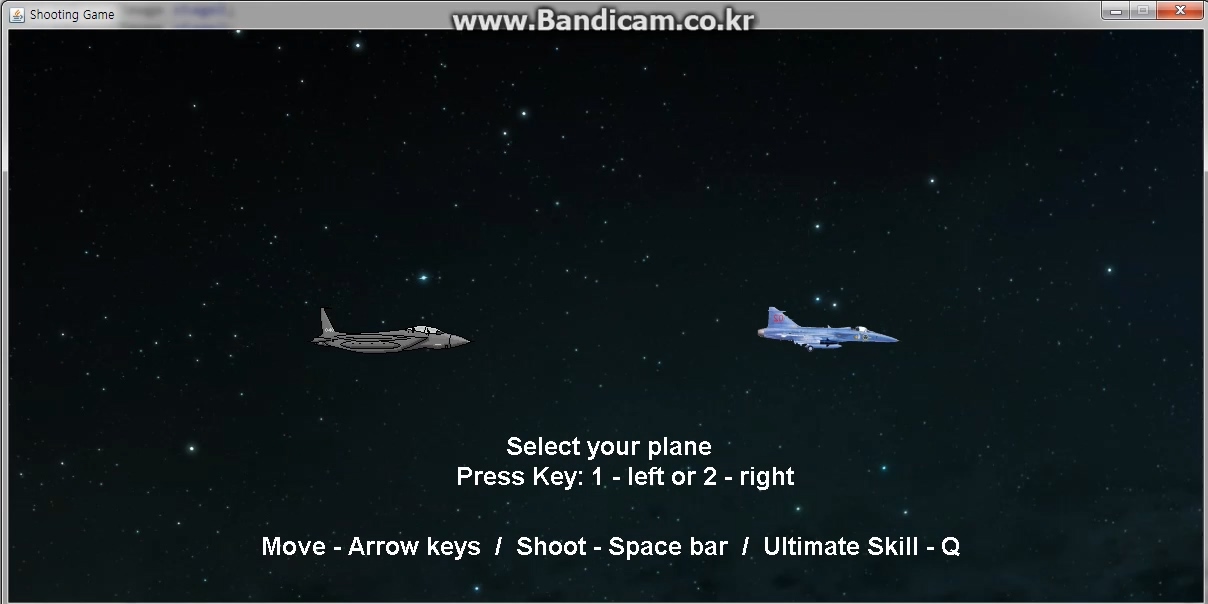 Shooting Game
www.Bandicam.co.kr
Select your plane
Press Key: 1 - left or 2 - right
Move - Arrow keys / Shoot - Space bar / Ultimate Skill - Q